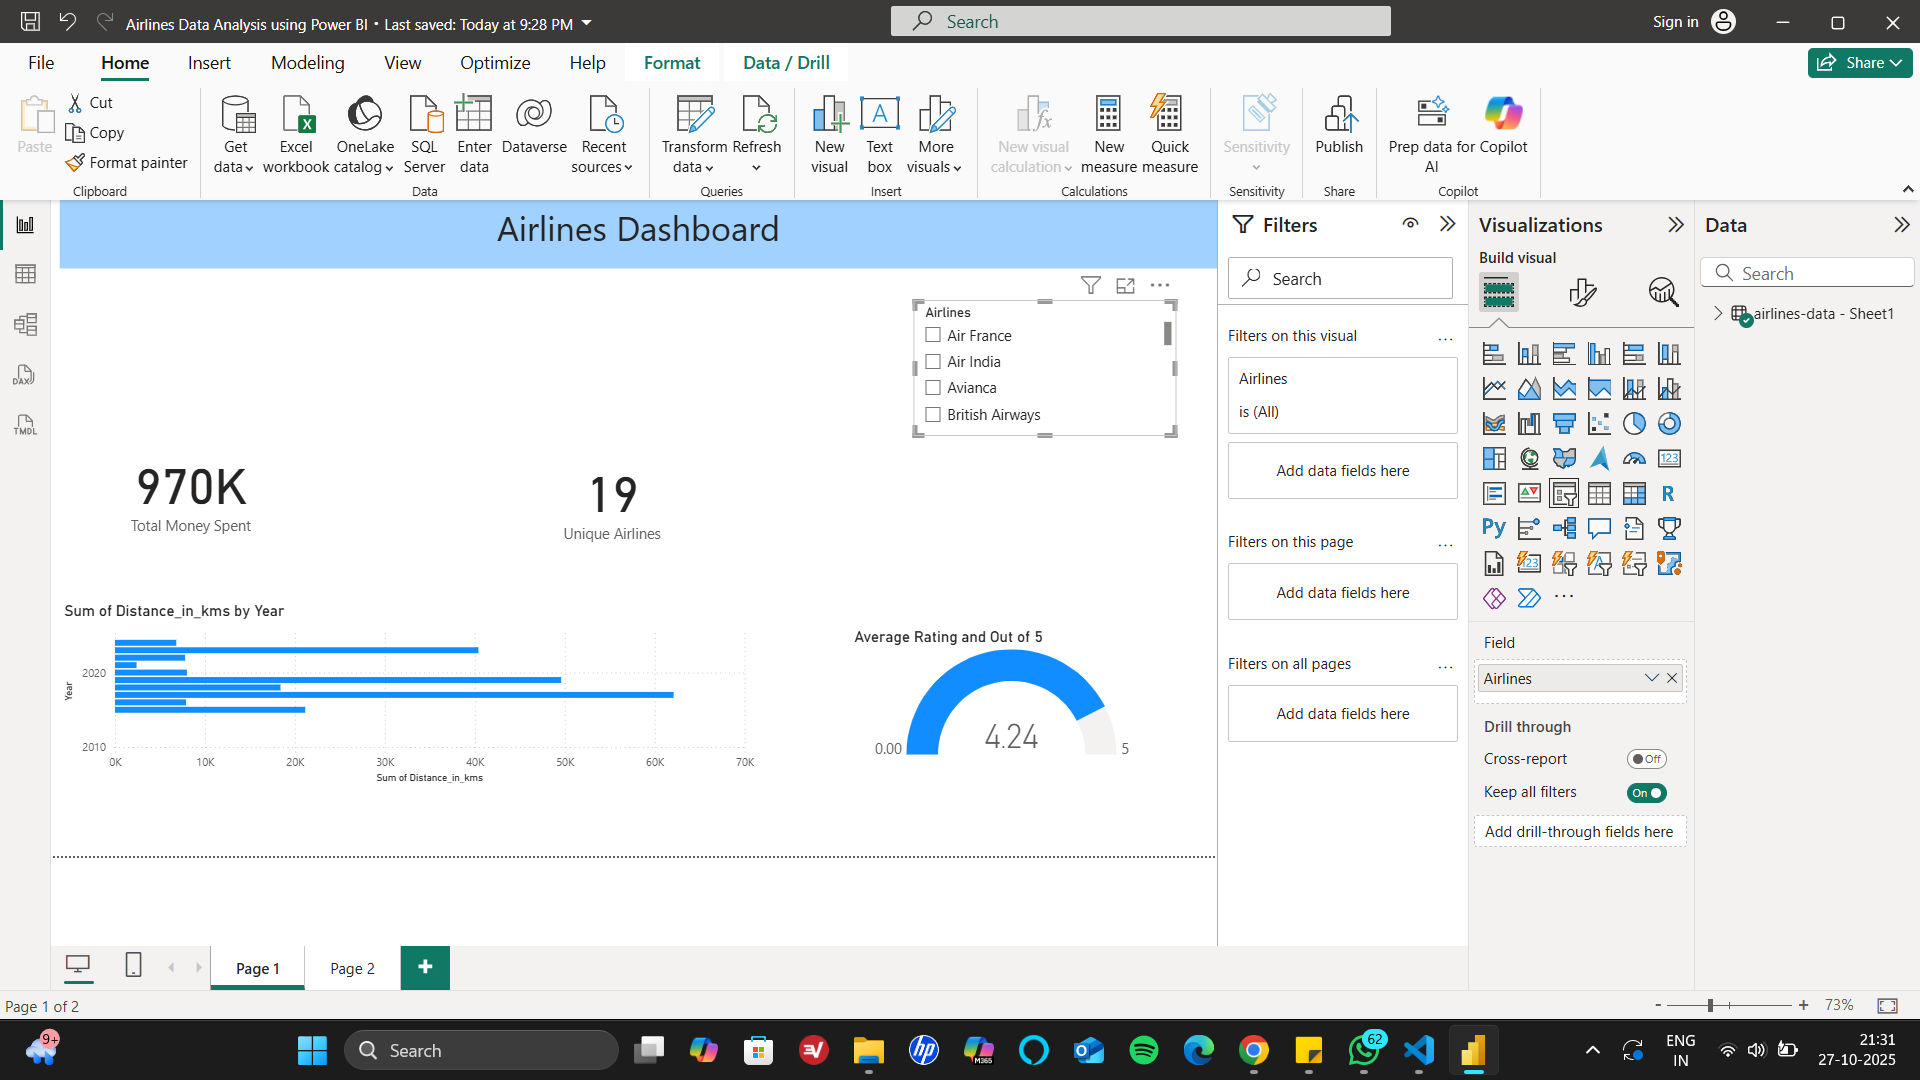 Airlines Data Analysis using Power BI • Last saved: Today at 9:28 PM
Search
Sign in
File
Home
Insert
Modeling
View
Optimize
Help
Format
Data / Drill
Share
Paste
Cut
Copy
Format painter
Clipboard
Get data
Excel workbook
OneLake catalog
SQL Server
Enter data
Dataverse
Recent sources
Data
Transform data
Refresh
Queries
New visual
Text box
More visuals
Insert
New visual calculation
New measure
Quick measure
Calculations
Sensitivity
Sensitivity
Publish
Share
Prep data for AI
Copilot
Copilot
DAX
TMDL
Airlines Dashboard
Airlines
Air France
Air India
Avianca
British Airways
970K
Total Money Spent
19
Unique Airlines
Sum of Distance_in_kms by Year
Year
2020
2010
0K 10K 20K 30K 40K 50K 60K 70K
Sum of Distance_in_kms
Average Rating and Out of 5
4.24
0.00
5
Filters
Search
Filters on this visual
...
Airlines
is (All)
Add data fields here
Filters on this page
...
Add data fields here
Filters on all pages
...
Add data fields here
Visualizations
Build visual
123
R
Py
123
...
Field
Airlines
Drill through
Cross-report
Off
Keep all filters
On
Add drill-through fields here
Data
Search
airlines-data - Sheet1
Page 1
Page 2
+
Page 1 of 2
- + 73%
9+
Search
hp
M365
62
ENG
IN
21:31
27-10-2025